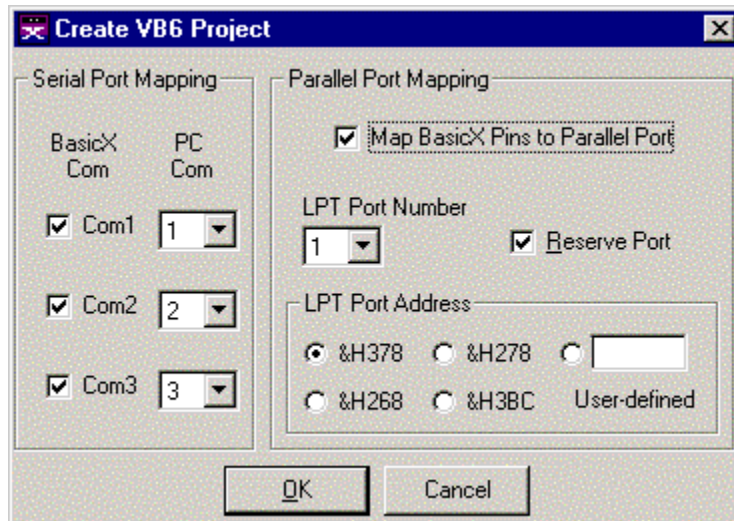 Create VB6 Project
Serial Port Mapping
BasicX PC
Com Com
Com1 1
Com2 2
Com3 3
Parallel Port Mapping
Map BasicX Pins to Parallel Port
LPT Port Number
1 Reserve Port
LPT Port Address
&H378 &H278
&H268 &H3BC User-defined
OK Cancel